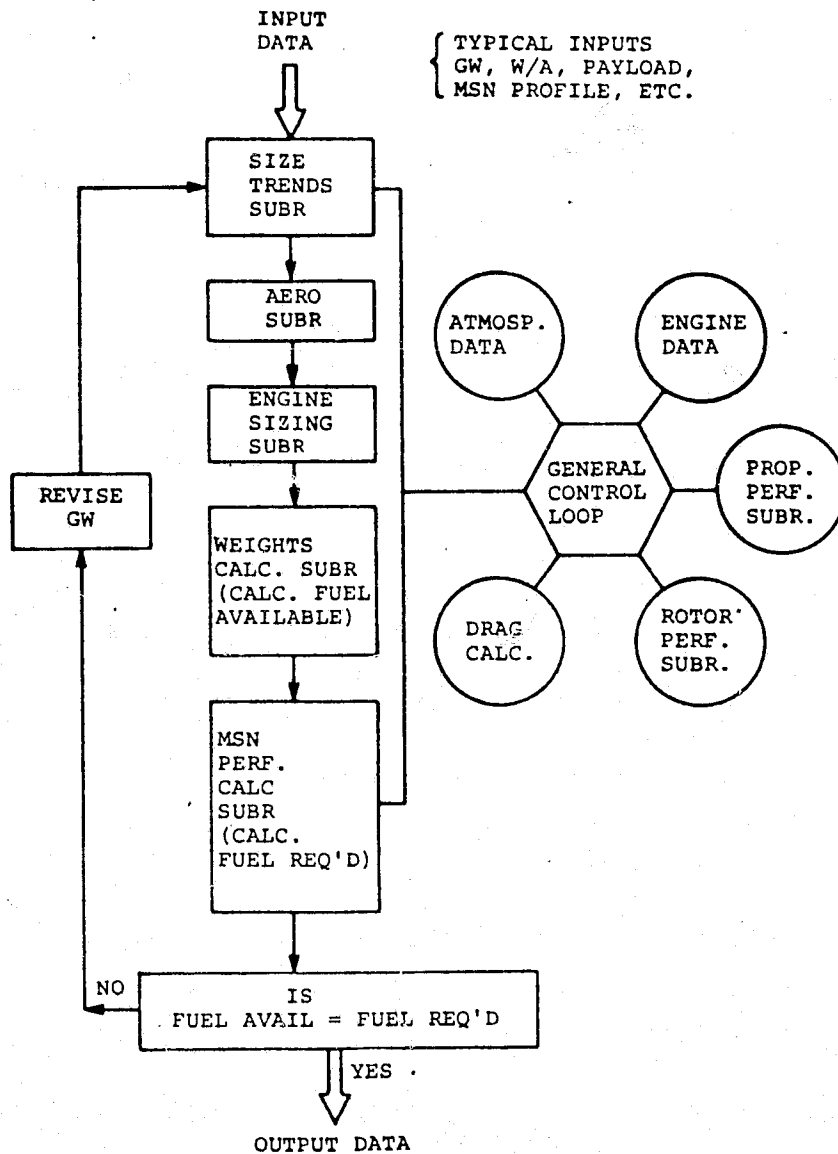 INPUT
DATA
TYPICAL INPUTS
GW, W/A, PAYLOAD,
MSN PROFILE, ETC.
SIZE
TRENDS
SUBR
AERO
SUBR
ENGINE
SIZING
SUBR
WEIGHTS
CALC. SUBR
(CALC. FUEL
AVAILABLE)
MSN
PERF.
CALC
SUBR
(CALC.
FUEL REQ'D)
REVISE
GW
NO
IS
FUEL AVAIL = FUEL REQ'D
YES
OUTPUT DATA
ATMOSP.
DATA
ENGINE
DATA
GENERAL
CONTROL
LOOP
PROP.
PERF.
SUBR.
DRAG
CALC.
ROTOR
PERF.
SUBR.